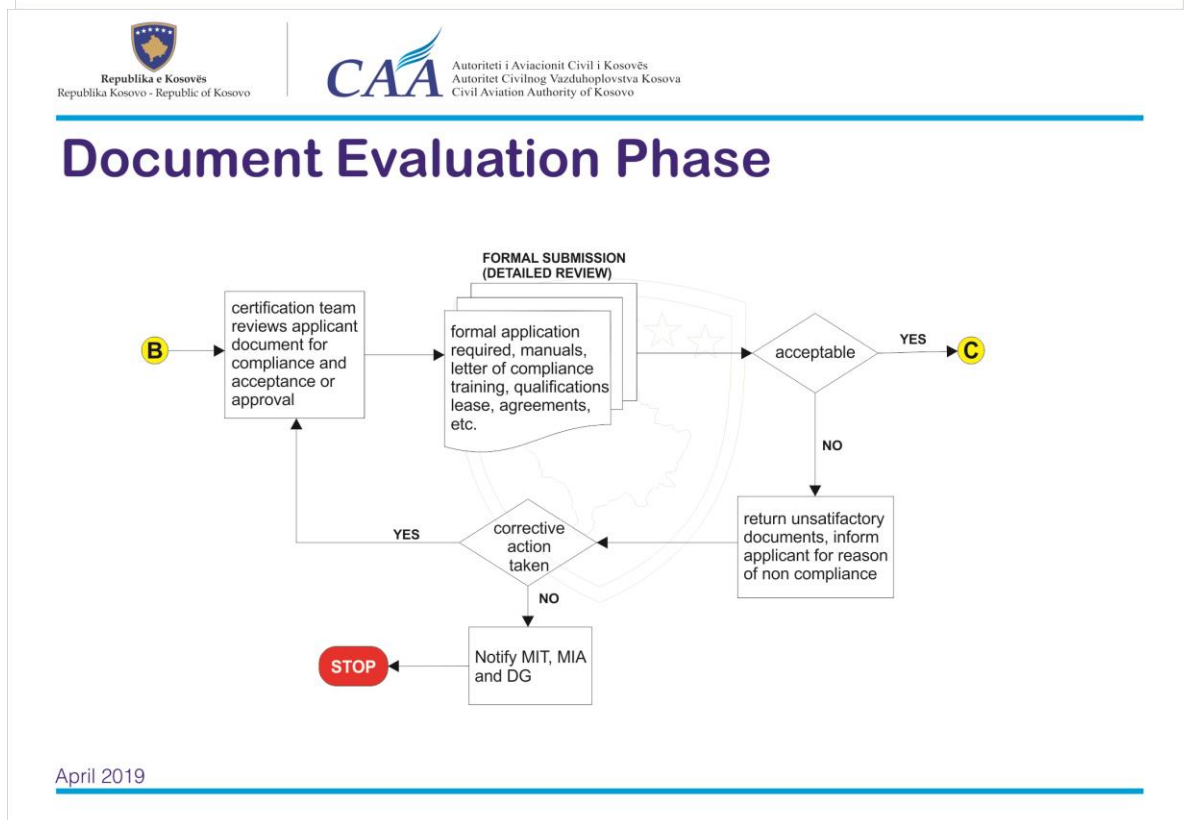 Republika e Kosovës
Republika Kosovo - Republic of Kosovo
CAA
Autoriteti i Aviacionit Civil i Kosovës
Autoritet Civilnog Vazduhoplovstva Kosova
Civil Aviation Authority of Kosovo
Document Evaluation Phase
B
certification team
reviews applicant
document for
compliance and
acceptance or
approval
FORMAL SUBMISSION
(DETAILED REVIEW)
formal application
required, manuals,
letter of compliance
training, qualifications
lease, agreements,
etc.
acceptable
YES
C
NO
return unsatifactory
documents, inform
applicant for reason
of non compliance
corrective
action
taken
YES
NO
Notify MIT, MIA
and DG
STOP
April 2019